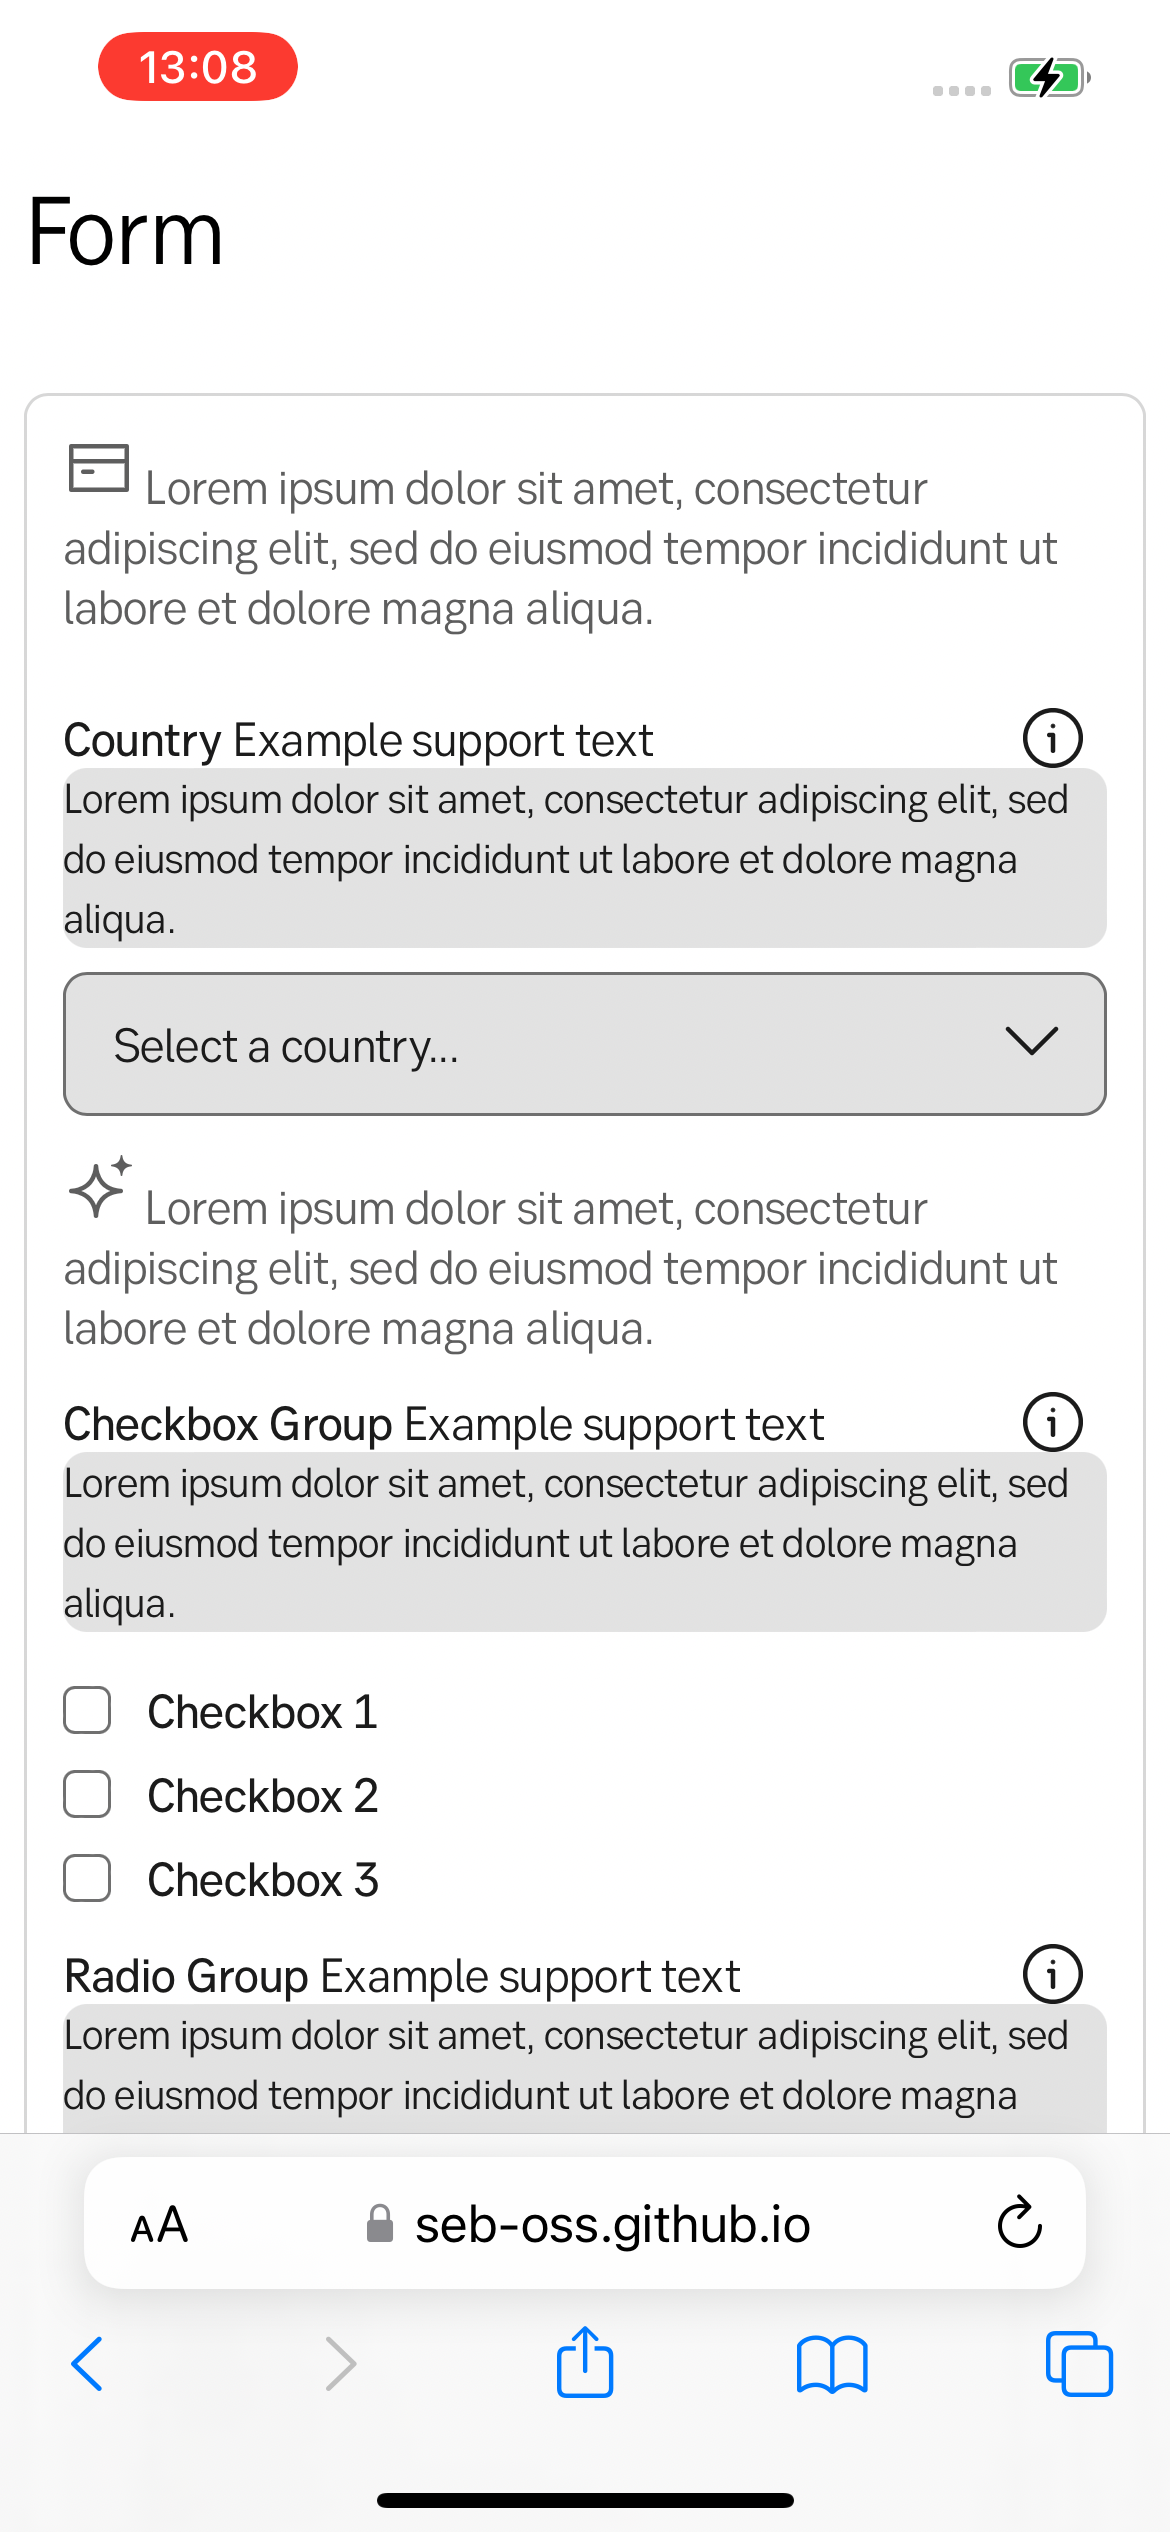 13:08
Form
Lorem ipsum dolor sit amet, consectetur
adipiscing elit, sed do eiusmod tempor incididunt ut
labore et dolore magna aliqua.
Country Example support text
Lorem ipsum dolor sit amet, consectetur adipiscing elit, sed
do eiusmod tempor incididunt ut labore et dolore magna
aliqua.
Select a country...
Lorem ipsum dolor sit amet, consectetur
adipiscing elit, sed do eiusmod tempor incididunt ut
labore et dolore magna aliqua.
Checkbox Group Example support text
Lorem ipsum dolor sit amet, consectetur adipiscing elit, sed
do eiusmod tempor incididunt ut labore et dolore magna
aliqua.
Checkbox 1
Checkbox 2
Checkbox 3
Radio Group Example support text
Lorem ipsum dolor sit amet, consectetur adipiscing elit, sed
do eiusmod tempor incididunt ut labore et dolore magna
AA seb-oss.github.io